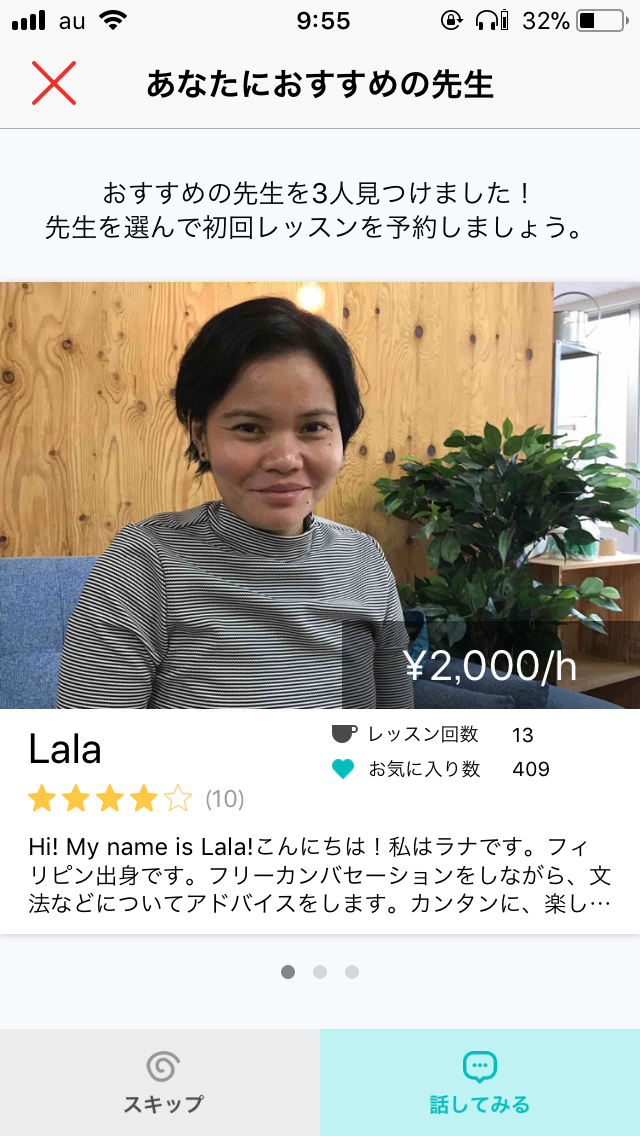 au 9:55 32%
あなたにおすすめの先生
おすすめの先生を3人見つけました！
先生を選んで初回レッスンを予約しましょう。
¥2,000/h
Lala
レッスン回数 13
お気に入り数 409
(10)
Hi! My name is Lala!こんにちは！私はラナです。フィ
リピン出身です。フリーカンバセーションをしながら、文
法などについてアドバイスをします。カンタンに、楽し…
スキップ
話してみる